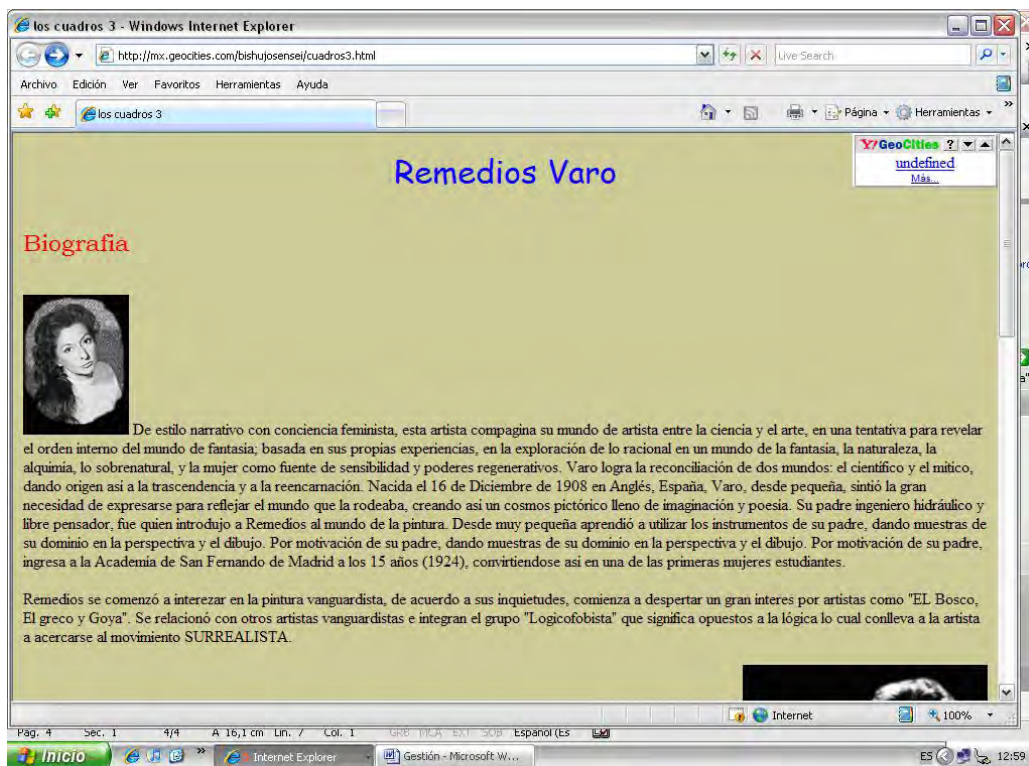 los cuadros 3 - Windows Internet Explorer
http://mx.geocities.com/bishujosensei/cuadros3.html
Live Search
Archivo Edición Ver Favoritos Herramientas Ayuda
los cuadros 3
Página
Herramientas
»
Y! GeoCities ?
undefined
Más...
Remedios Varo
Biografia
De estilo narrativo con conciencia feminista, esta artista compagina su mundo de artista entre la ciencia y el arte, en una tentativa para revelar
el orden interno del mundo de fantasia; basada en sus propias experiencias, en la exploración de lo racional en un mundo de la fantasia, la naturaleza, la
alquimia, lo sobrenatural, y la mujer como fuente de sensibilidad y poderes regenerativos. Varo logra la reconciliación de dos mundos: el científico y el mitico,
dando origen asi a la trascendencia y a la reencarnación. Nacida el 16 de Diciembre de 1908 en Anglés, España, Varo, desde pequeña, sintió la gran
necesidad de expresarse para reflejar el mundo que la rodeaba, creando asi un cosmos pictórico lleno de imaginación y poesia. Su padre ingeniero hidráulico y
libre pensador, fue quien introdujo a Remedios al mundo de la pintura. Desde muy pequeña aprendió a utilizar los instrumentos de su padre, dando muestras de
su dominio en la perspectiva y el dibujo. Por motivación de su padre, dando muestras de su dominio en la perspectiva y el dibujo. Por motivación de su padre,
ingresa a la Academia de San Fernando de Madrid a los 15 años (1924), convirtiendose asi en una de las primeras mujeres estudiantes.
Remedios se comenzó a interezar en la pintura vanguardista, de acuerdo a sus inquietudes, comienza a despertar un gran interes por artistas como "EL Bosco,
El greco y Goya". Se relacionó con otros artistas vanguardistas e integran el grupo "Logicofobista" que significa opuestos a la lógica lo cual conlleva a la artista
a acercarse al movimiento SURREALISTA.
Internet
100%
Pág. 4 Sec. 1 4/4 A 16,1 cm Lín. 7 Col. 1 GRB MCA EXT SOB Español (Es
Inicio
»
Internet Explorer
Gestión - Microsoft W...
ES
12:59